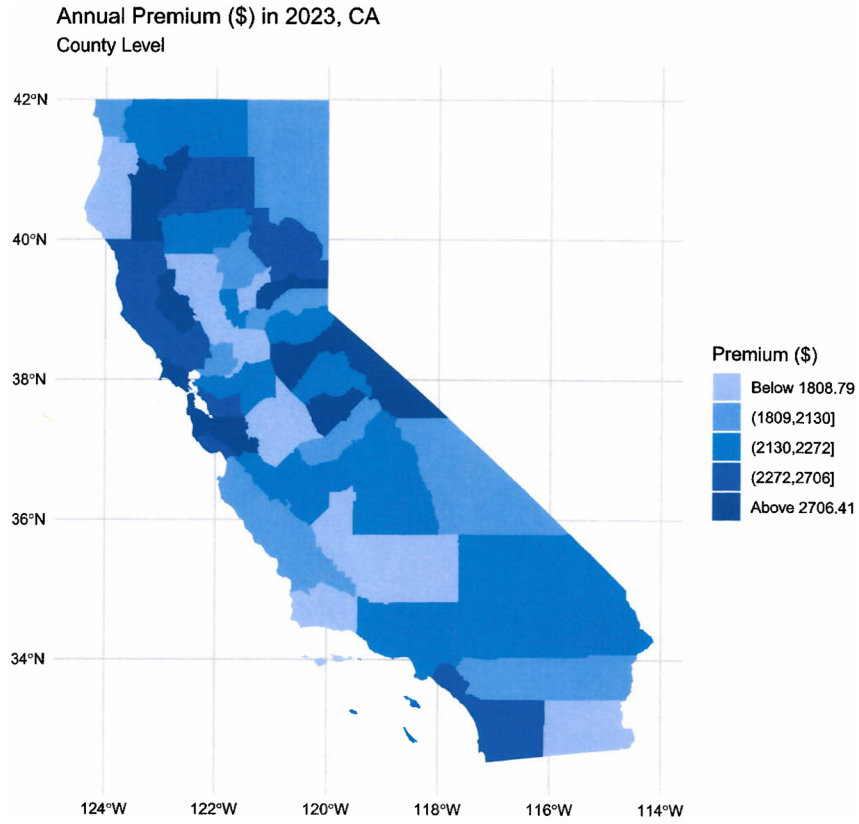 Annual Premium ($) in 2023, CA
County Level
42°N
40°N
38°N
36°N
34°N
124°W
122°W
120°W
118°W
116°W
114°W
Premium ($)
Below 1808.79
(1809,2130]
(2130,2272]
(2272,2706]
Above 2706.41